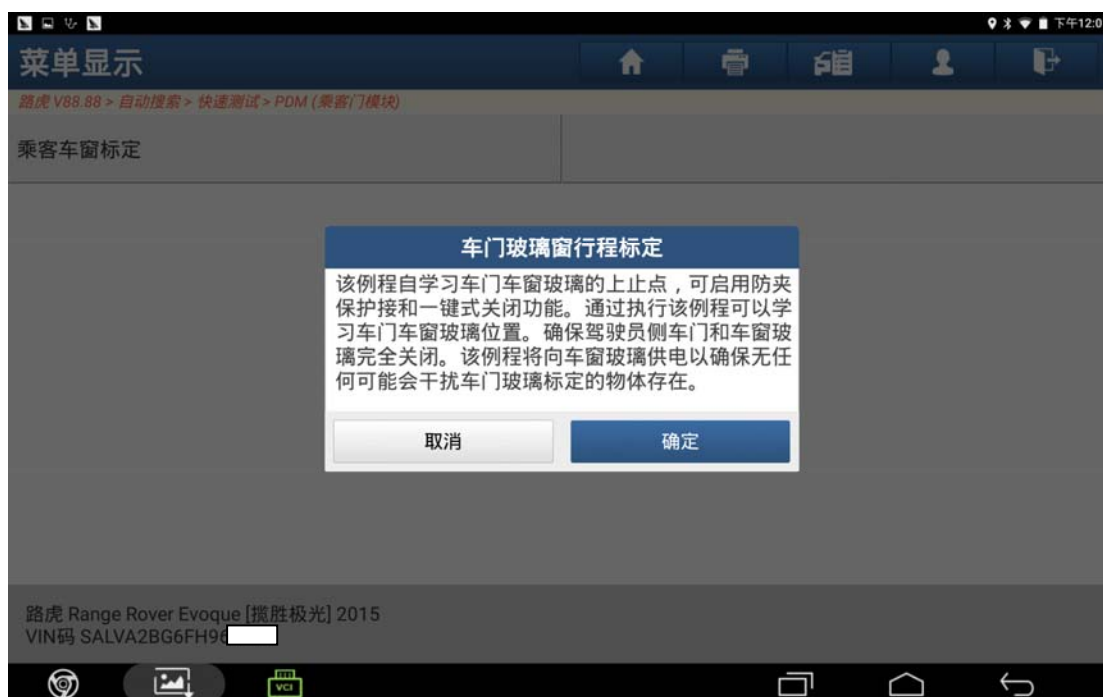 下午12:0
菜单显示
路虎 V88.88 > 自动搜索 > 快速测试 > PDM (乘客门模块)
乘客车窗标定
车门玻璃窗行程标定
该例程自学习车门车窗玻璃的上止点，可启用防夹
保护接和一键式关闭功能。通过执行该例程可以学
习车门车窗玻璃位置。确保驾驶员侧车门和车窗玻
璃完全关闭。该例程将向车窗玻璃供电以确保无任
何可能会干扰车门玻璃标定的物体存在。
取消
确定
路虎 Range Rover Evoque [揽胜极光] 2015
VIN码 SALVA2BG6FH96
VCI